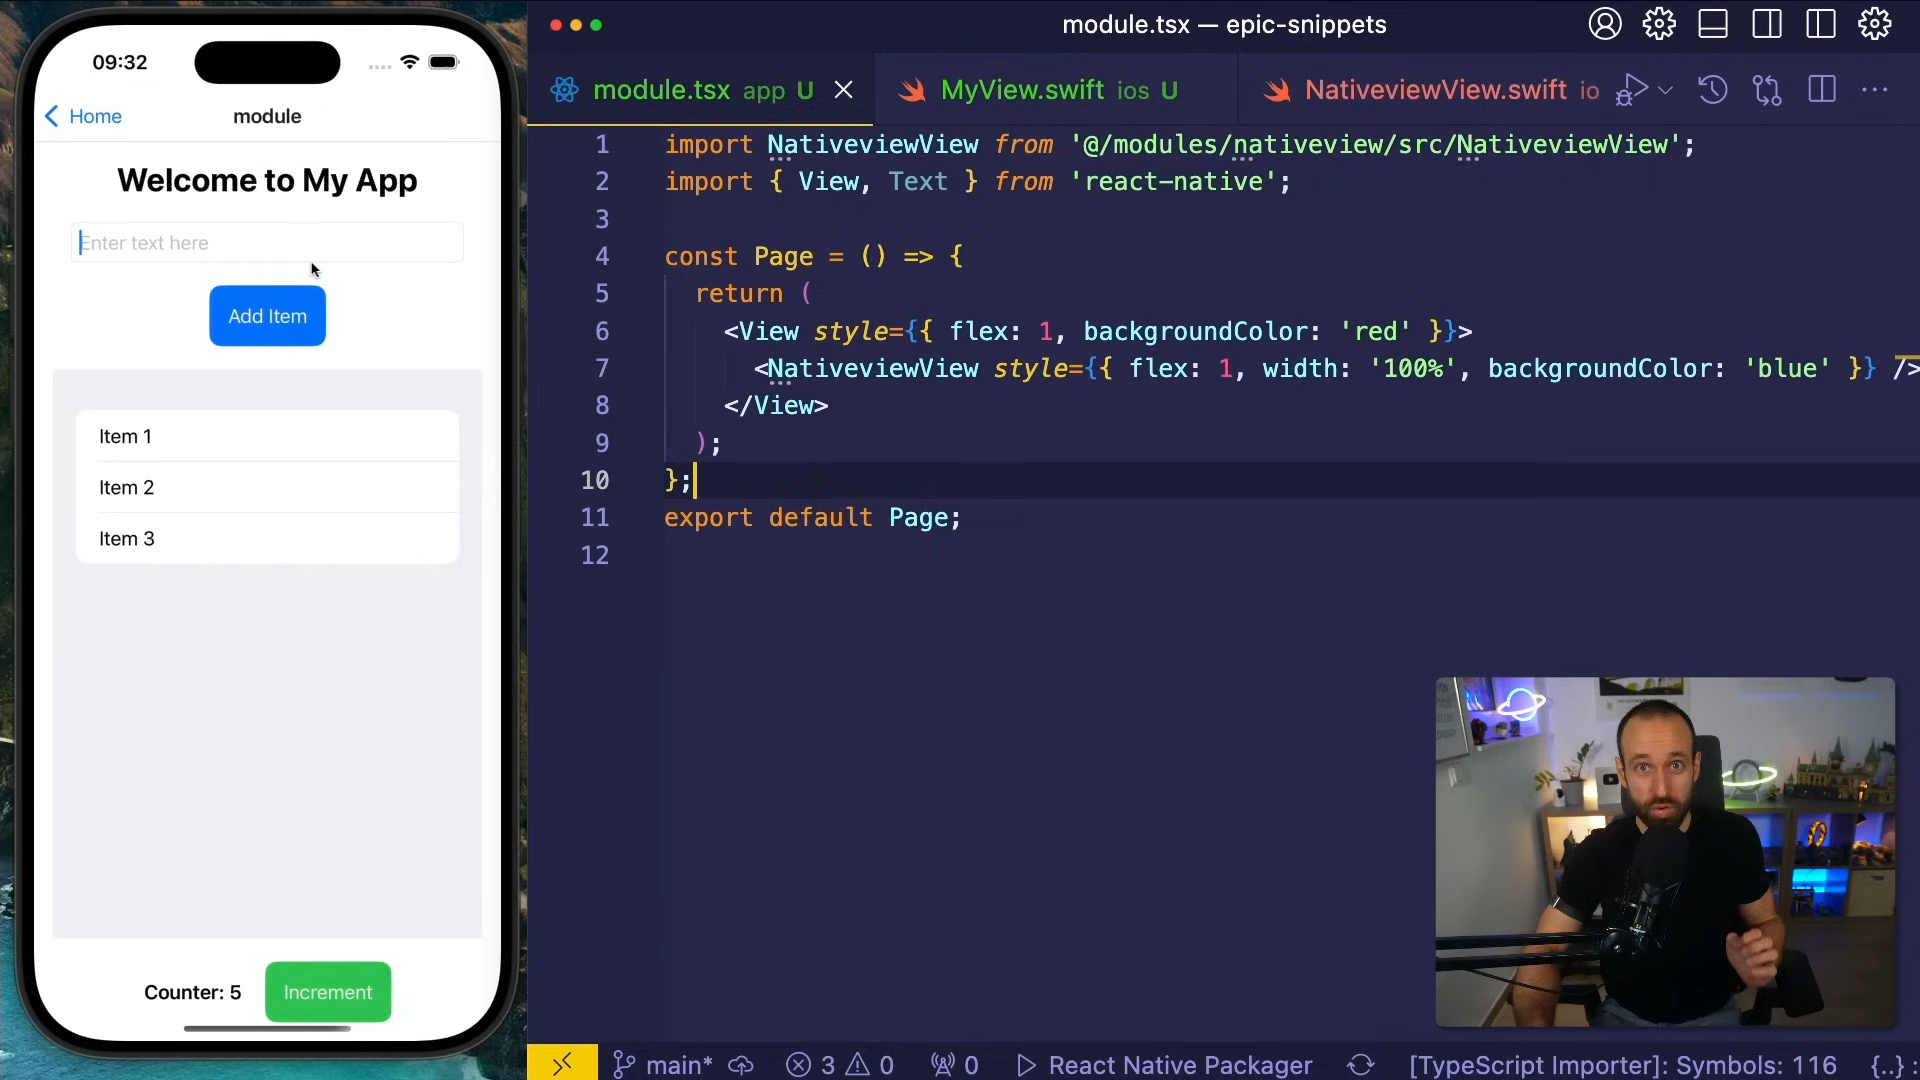 09:32
Home
module
Welcome to My App
Enter text here
Add Item
Item 1
Item 2
Item 3
Counter: 5
Increment
module.tsx — epic-snippets
module.tsx app U
MyView.swift ios U
NativeviewView.swift io
1 import NativeviewView from '@/modules/nativeview/src/NativeviewView';
2 import { View, Text } from 'react-native';
3
4 const Page = () => {
5 return (
6 <View style={{ flex: 1, backgroundColor: 'red' }}>
7 <NativeviewView style={{ flex: 1, width: '100%', backgroundColor: 'blue' }} />
8 </View>
9 );
10 };
11 export default Page;
12
main* 3 0 0 React Native Packager [TypeScript Importer]: Symbols: 116 {..} :